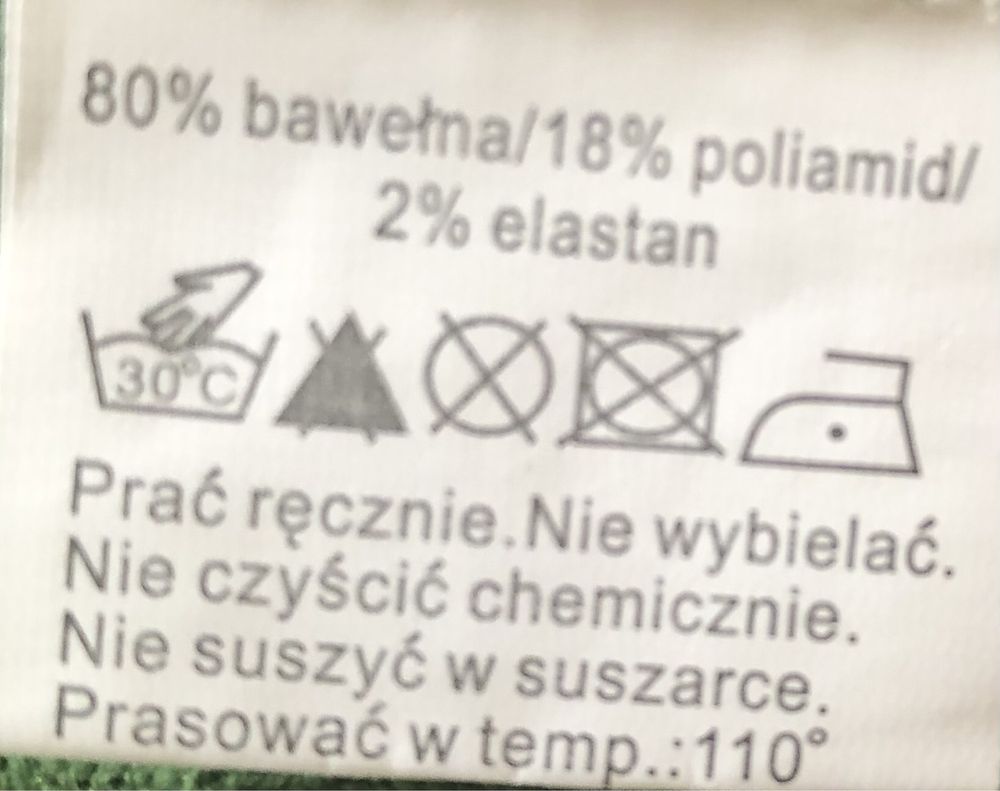 80% bawełna/18% poliamid/
2% elastan
30°C
Prać ręcznie.Nie wybielać.
Nie czyścić chemicznie.
Nie suszyć w suszarce.
Prasować w temp.:110°